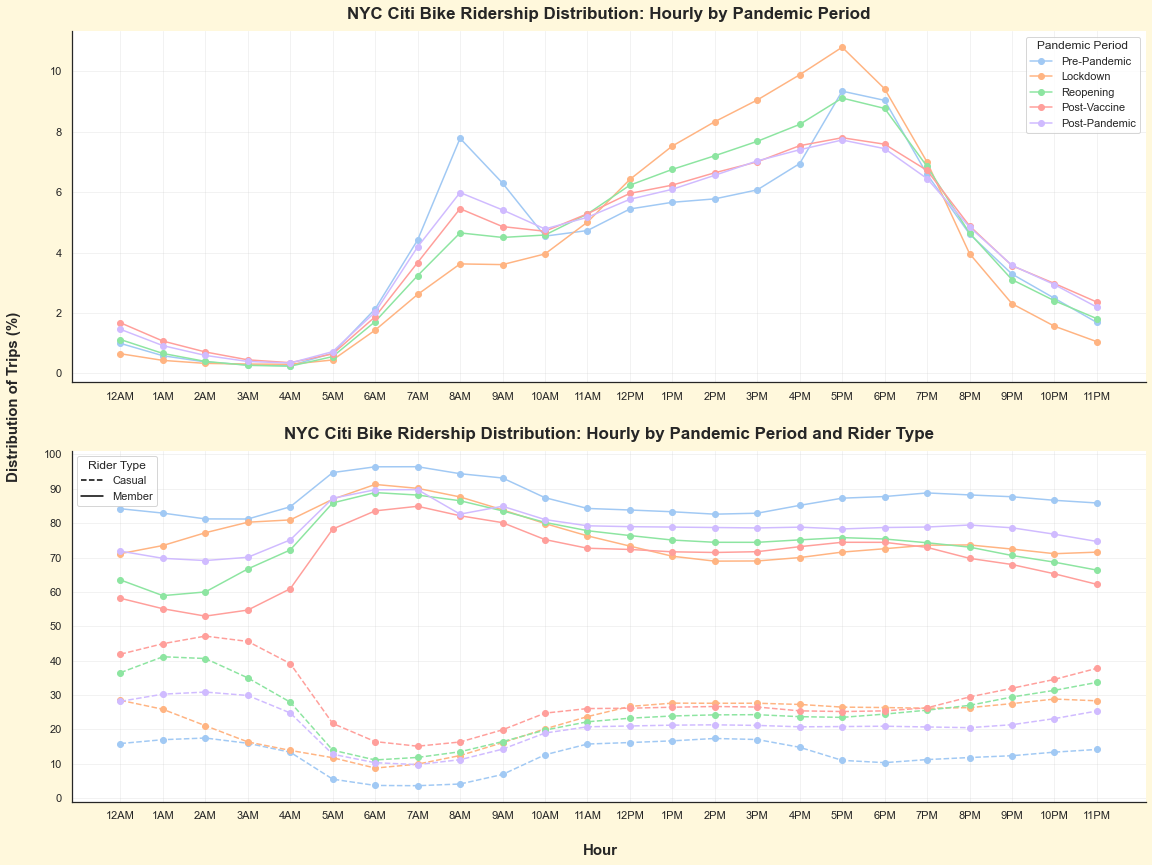 NYC Citi Bike Ridership Distribution: Hourly by Pandemic Period
Pandemic Period
Pre-Pandemic
Lockdown
Reopening
Post-Vaccine
Post-Pandemic
10
8
6
4
2
0
12AM 1AM 2AM 3AM 4AM 5AM 6AM 7AM 8AM 9AM 10AM 11AM 12PM 1PM 2PM 3PM 4PM 5PM 6PM 7PM 8PM 9PM 10PM 11PM
Distribution of Trips (%)
NYC Citi Bike Ridership Distribution: Hourly by Pandemic Period and Rider Type
Rider Type
Casual
Member
100
90
80
70
60
50
40
30
20
10
0
12AM 1AM 2AM 3AM 4AM 5AM 6AM 7AM 8AM 9AM 10AM 11AM 12PM 1PM 2PM 3PM 4PM 5PM 6PM 7PM 8PM 9PM 10PM 11PM
Hour